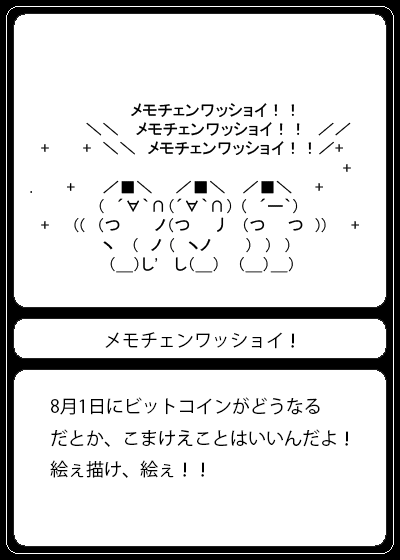 メモチェンワッショイ！！
＼＼ メモチェンワッショイ！！ ／／
+ + ＼＼ メモチェンワッショイ！！／+
+
. + ／■＼ ／■＼ ／■＼ +
（ ´∀｀∩（´∀｀∩）（ ´ー｀）
+ （（ （つ ノ（つ 丿 （つ つ ）） +
ヽ （ ノ（ ヽノ ） ） ）
（＿）し’ し（＿） （＿）＿）
メモチェンワッショイ！
8月1日にビットコインがどうなる
だとか、こまけえことはいいんだよ！
絵ぇ描け、絵ぇ！！